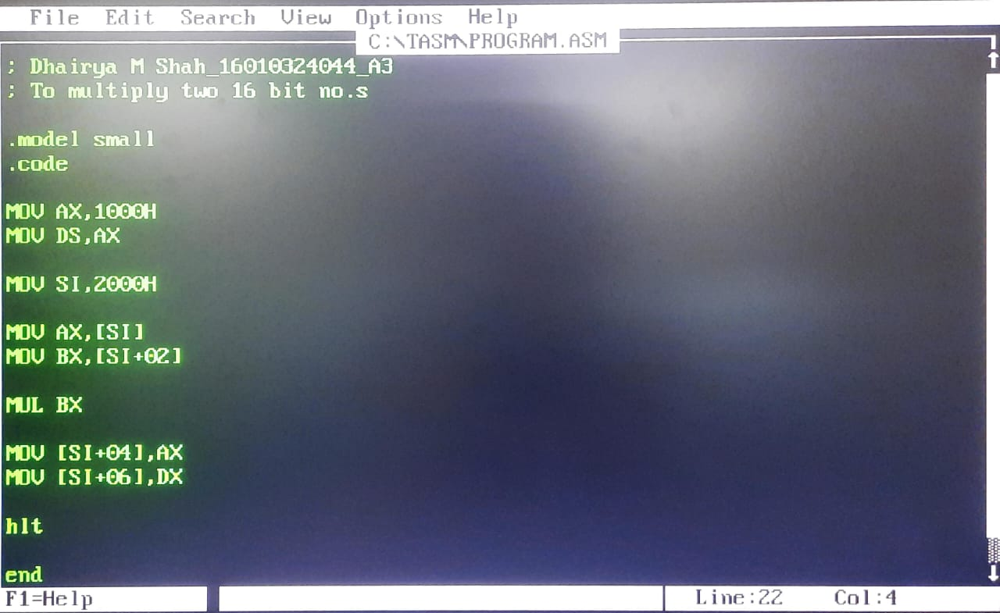 File Edit Search View Options Help
C:\TASM\PROGRAM.ASM
; Dhairya M Shah_16010324044_A3
; To multiply two 16 bit no.s
.model small
.code
MOV AX,1000H
MOV DS,AX
MOV SI,2000H
MOV AX,[SI]
MOV BX,[SI+02]
MUL BX
MOV [SI+04],AX
MOV [SI+06],DX
hlt
end
F1=Help Line:22 Col:4